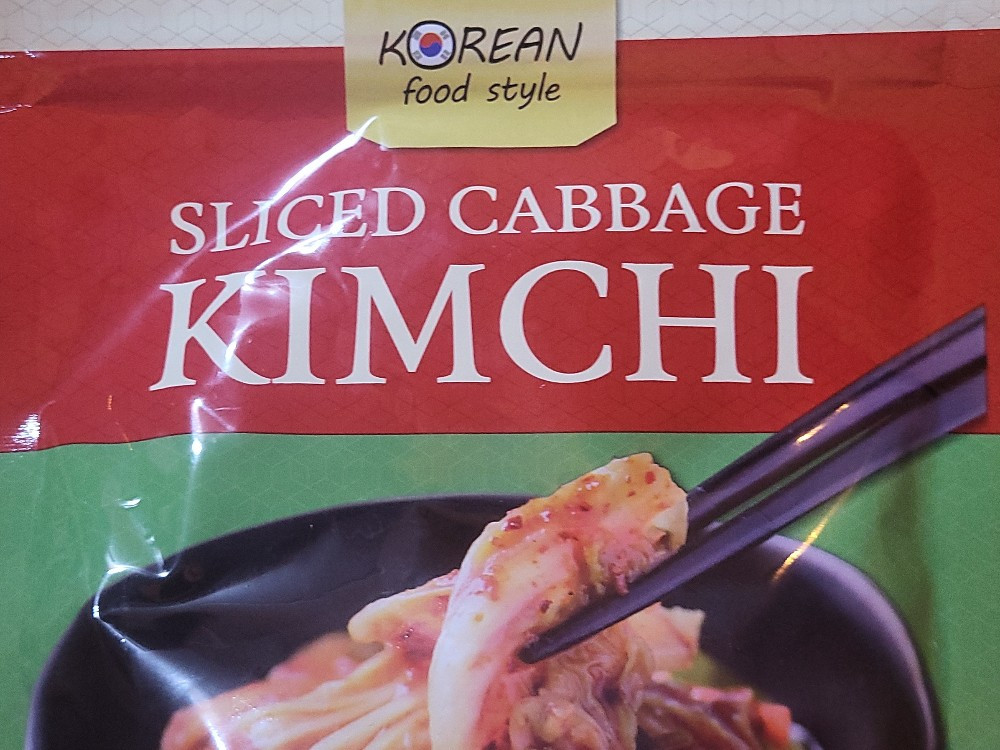 KOREAN
food style
SLICED CABBAGE
KIMCHI